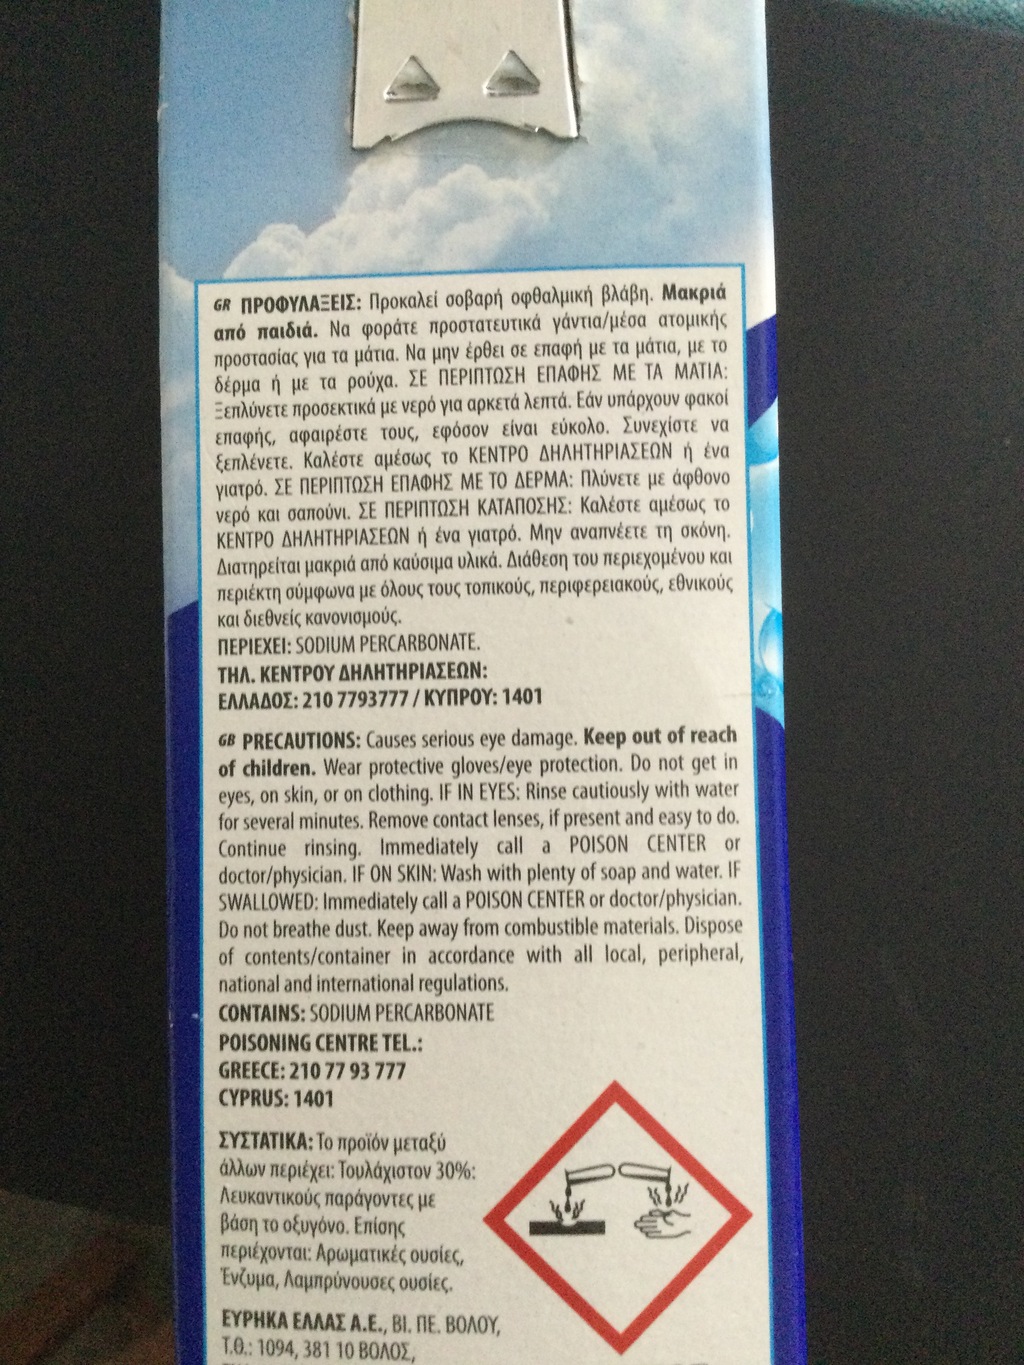 GR ΠΡΟΦΥΛΑΞΕΙΣ: Προκαλεί σοβαρή οφθαλμική βλάβη. Μακριά
από παιδιά. Να φοράτε προστατευτικά γάντια/μέσα ατομικής
προστασίας για τα μάτια. Να μην έρθει σε επαφή με τα μάτια, με το
δέρμα ή με τα ρούχα. ΣΕ ΠΕΡΙΠΤΩΣΗ ΕΠΑΦΗΣ ΜΕ ΤΑ ΜΑΤΙΑ:
Ξεπλύνετε προσεκτικά με νερό για αρκετά λεπτά. Εάν υπάρχουν φακοί
επαφής, αφαιρέστε τους, εφόσον είναι εύκολο. Συνεχίστε να
ξεπλένετε. Καλέστε αμέσως το ΚΕΝΤΡΟ ΔΗΛΗΤΗΡΙΑΣΕΩΝ ή ένα
γιατρό. ΣΕ ΠΕΡΙΠΤΩΣΗ ΕΠΑΦΗΣ ΜΕ ΤΟ ΔΕΡΜΑ: Πλύνετε με άφθονο
νερό και σαπούνι. ΣΕ ΠΕΡΙΠΤΩΣΗ ΚΑΤΑΠΟΣΗΣ: Καλέστε αμέσως το
ΚΕΝΤΡΟ ΔΗΛΗΤΗΡΙΑΣΕΩΝ ή ένα γιατρό. Μην αναπνέετε τη σκόνη.
Διατηρείται μακριά από καύσιμα υλικά. Διάθεση του περιεχομένου και
περιέκτη σύμφωνα με όλους τους τοπικούς, περιφερειακούς, εθνικούς
και διεθνείς κανονισμούς.
ΠΕΡΙΕΧΕΙ: SODIUM PERCARBONATE.
ΤΗΛ. ΚΕΝΤΡΟΥ ΔΗΛΗΤΗΡΙΑΣΕΩΝ:
ΕΛΛΑΔΟΣ: 210 7793777 / ΚΥΠΡΟΥ: 1401
GB PRECAUTIONS: Causes serious eye damage. Keep out of reach
of children. Wear protective gloves/eye protection. Do not get in
eyes, on skin, or on clothing. IF IN EYES: Rinse cautiously with water
for several minutes. Remove contact lenses, if present and easy to do.
Continue rinsing. Immediately call a POISON CENTER or
doctor/physician. IF ON SKIN: Wash with plenty of soap and water. IF
SWALLOWED: Immediately call a POISON CENTER or doctor/physician.
Do not breathe dust. Keep away from combustible materials. Dispose
of contents/container in accordance with all local, peripheral,
national and international regulations.
CONTAINS: SODIUM PERCARBONATE
POISONING CENTRE TEL.:
GREECE: 210 77 93 777
CYPRUS: 1401
ΣΥΣΤΑΤΙΚΑ: Το προϊόν μεταξύ
άλλων περιέχει: Τουλάχιστον 30%:
Λευκαντικούς παράγοντες με
βάση το οξυγόνο. Επίσης
περιέχονται: Αρωματικές ουσίες,
Ένζυμα, Λαμπρύνουσες ουσίες.
ΕΥΡΗΚΑ ΕΛΛΑΣ Α.Ε., ΒΙ. ΠΕ. ΒΟΛΟΥ,
Τ.Θ.: 1094, 381 10 ΒΟΛΟΣ,